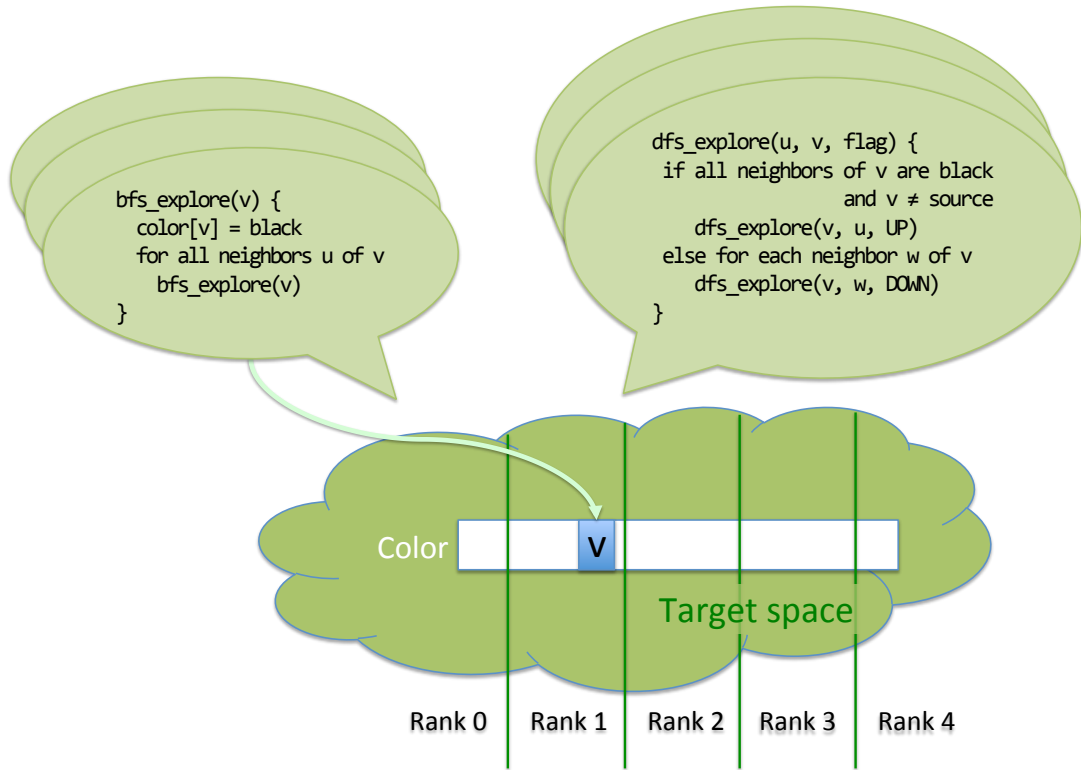 bfs_explore(v) {
color[v] = black
for all neighbors u of v
bfs_explore(v)
}
dfs_explore(u, v, flag) {
if all neighbors of v are black
and v ≠ source
dfs_explore(v, u, UP)
else for each neighbor w of v
dfs_explore(v, w, DOWN)
}
Color
V
Target space
Rank 0
Rank 1
Rank 2
Rank 3
Rank 4